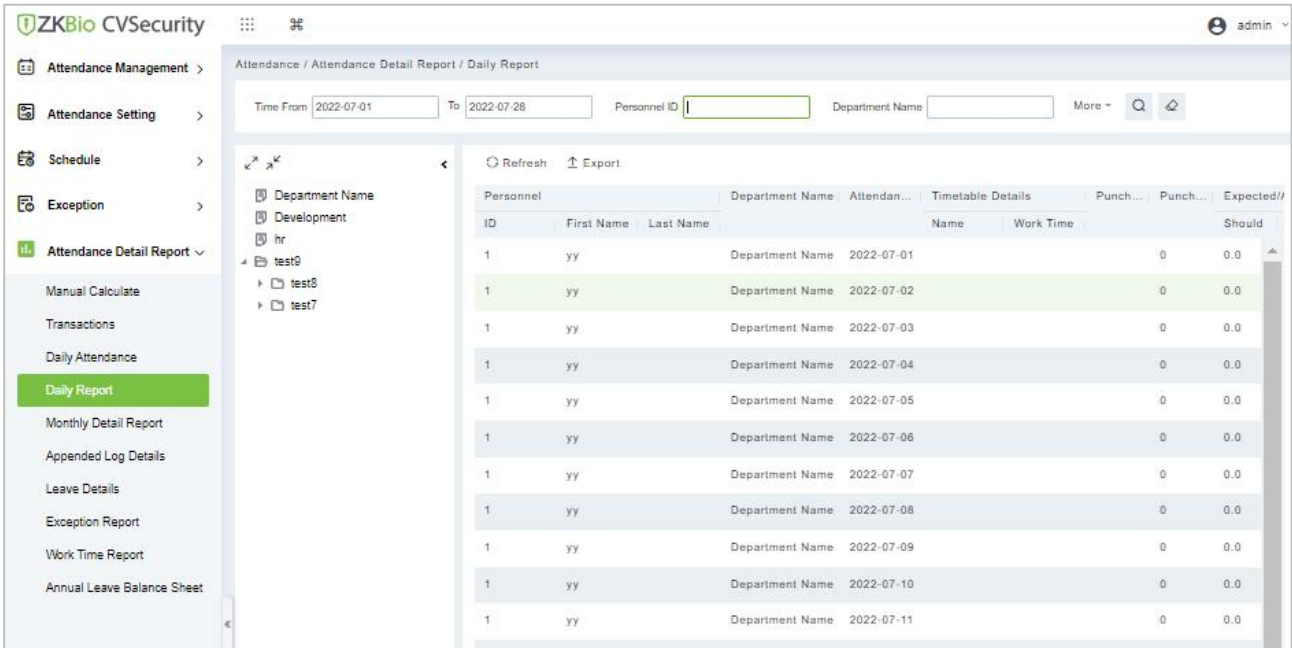 ZKBio CVSecurity
admin
Attendance Management
Attendance Setting
Schedule
Exception
Attendance Detail Report
Manual Calculate
Transactions
Daily Attendance
Daily Report
Monthly Detail Report
Appended Log Details
Leave Details
Exception Report
Work Time Report
Annual Leave Balance Sheet
Attendance / Attendance Detail Report / Daily Report
Time From 2022-07-01 To 2022-07-28 Personnel ID Department Name More
Department Name
Development
hr
test9
test8
test7
Refresh Export
Personnel Department Name Attendan... Timetable Details Punch... Punch... Expected/A
ID First Name Last Name Name Work Time Should
1 yy Department Name 2022-07-01 0 0.0
1 yy Department Name 2022-07-02 0 0.0
1 yy Department Name 2022-07-03 0 0.0
1 yy Department Name 2022-07-04 0 0.0
1 yy Department Name 2022-07-05 0 0.0
1 yy Department Name 2022-07-06 0 0.0
1 yy Department Name 2022-07-07 0 0.0
1 yy Department Name 2022-07-08 0 0.0
1 yy Department Name 2022-07-09 0 0.0
1 yy Department Name 2022-07-10 0 0.0
1 yy Department Name 2022-07-11 0 0.0